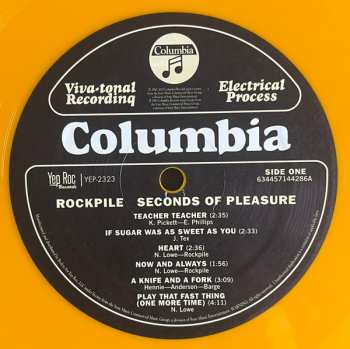 Columbia
Viva-tonal
Recording
Electrical
Process
Columbia
Yep Roc
Records
YEP-2323
SIDE ONE
634457144286A
ROCKPILE SECONDS OF PLEASURE
TEACHER TEACHER (2:35)
K. Pickett—E. Phillips
IF SUGAR WAS AS SWEET AS YOU (2:33)
J. Tex
HEART (2:36)
N. Lowe—Rockpile
NOW AND ALWAYS (1:56)
N. Lowe—Rockpile
A KNIFE AND A FORK (3:09)
Hennie—Anderson—Barge
PLAY THAT FAST THING
(ONE MORE TIME) (4:11)
N. Lowe